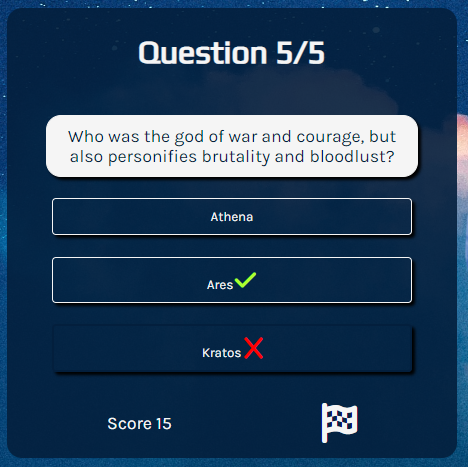 Question 5/5
Who was the god of war and courage, but
also personifies brutality and bloodlust?
Athena
Ares
Kratos
Score 15